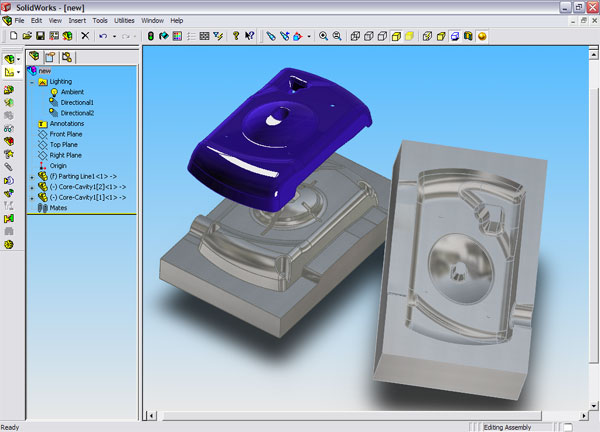 SolidWorks - [new]
File Edit View Insert Tools Utilities Window Help
new
Lighting
Ambient
Directional1
Directional2
Annotations
Front Plane
Top Plane
Right Plane
Origin
(f) Parting Line1<1> ->
(-) Core-Cavity1[2]<1> ->
(-) Core-Cavity1[1]<1> ->
Mates
Ready Editing Assembly